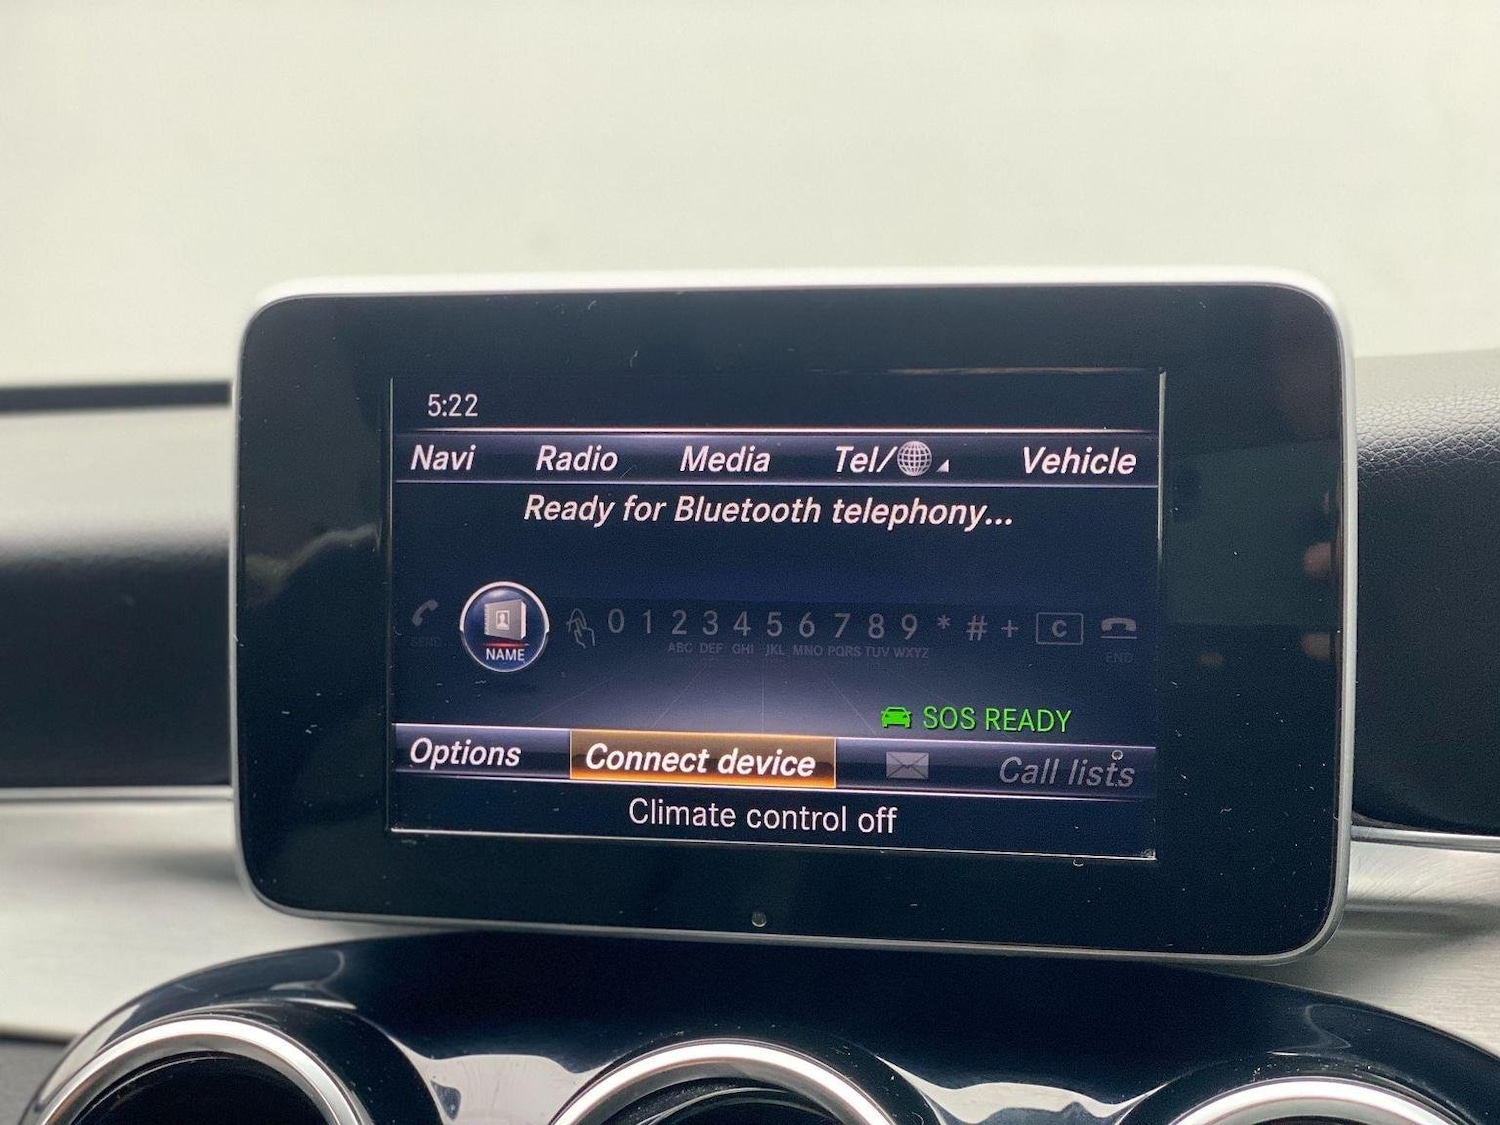 5:22
Navi Radio Media Tel/ Vehicle
Ready for Bluetooth telephony...
NAME 0 1 2 3 4 5 6 7 8 9 * # + C
SEND ABC DEF GHI JKL MNO PQRS TUV WXYZ END
SOS READY
Options Connect device Call lists
Climate control off